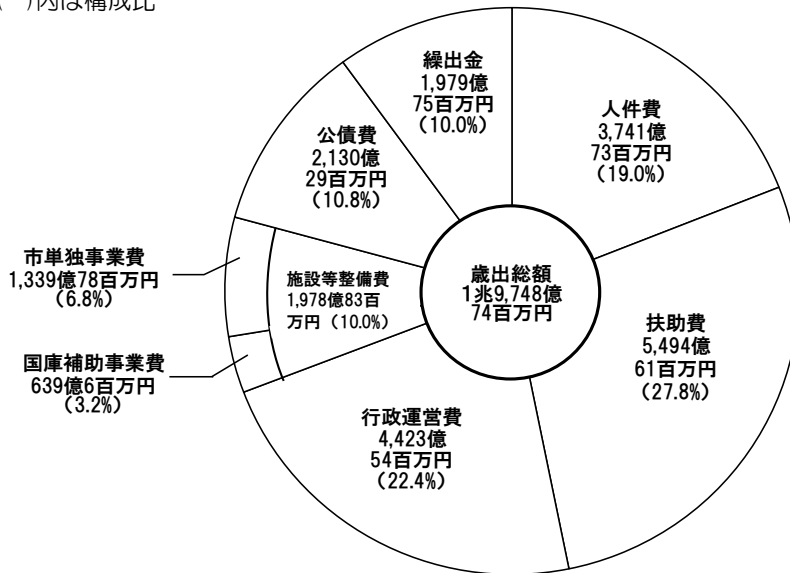 ( )内は構成比
繰出金
1,979億
75百万円
(10.0%)
人件費
3,741億
73百万円
(19.0%)
公債費
2,130億
29百万円
(10.8%)
市単独事業費
1,339億78百万円
(6.8%)
施設等整備費
1,978億83百
万円 (10.0%)
歳出総額
1兆9,748億
74百万円
扶助費
5,494億
61百万円
(27.8%)
国庫補助事業費
639億6百万円
(3.2%)
行政運営費
4,423億
54百万円
(22.4%)